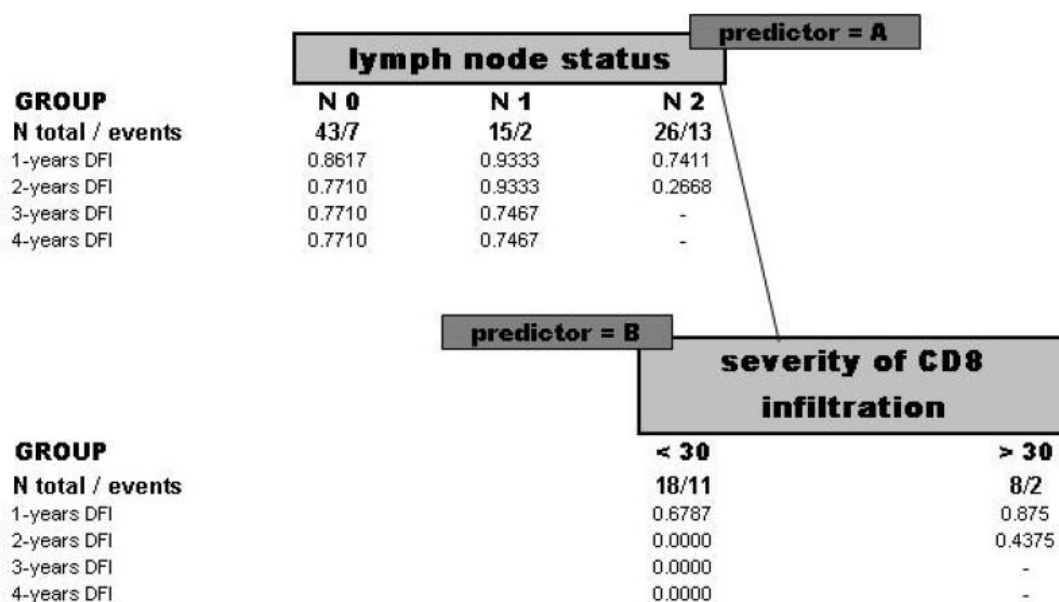 predictor = A
lymph node status
GROUP N 0 N 1 N 2
N total / events 43/7 15/2 26/13
1-years DFI 0.8617 0.9333 0.7411
2-years DFI 0.7710 0.9333 0.2668
3-years DFI 0.7710 0.7467 -
4-years DFI 0.7710 0.7467 -
predictor = B
severity of CD8
infiltration
GROUP < 30 > 30
N total / events 18/11 8/2
1-years DFI 0.6787 0.875
2-years DFI 0.0000 0.4375
3-years DFI 0.0000 -
4-years DFI 0.0000 -